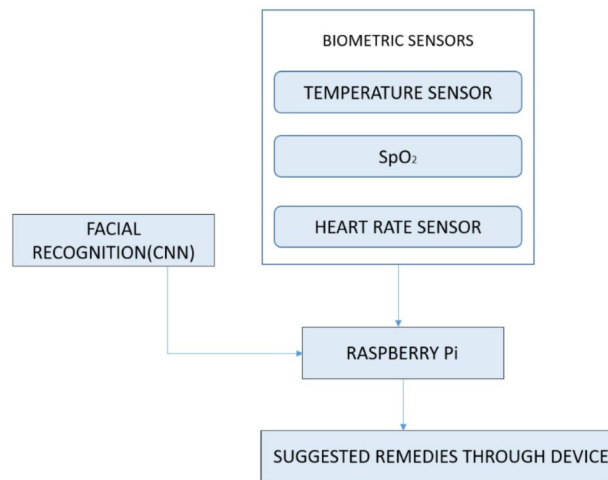 BIOMETRIC SENSORS
TEMPERATURE SENSOR
SpO₂
HEART RATE SENSOR
FACIAL
RECOGNITION(CNN)
RASPBERRY Pi
SUGGESTED REMEDIES THROUGH DEVICE